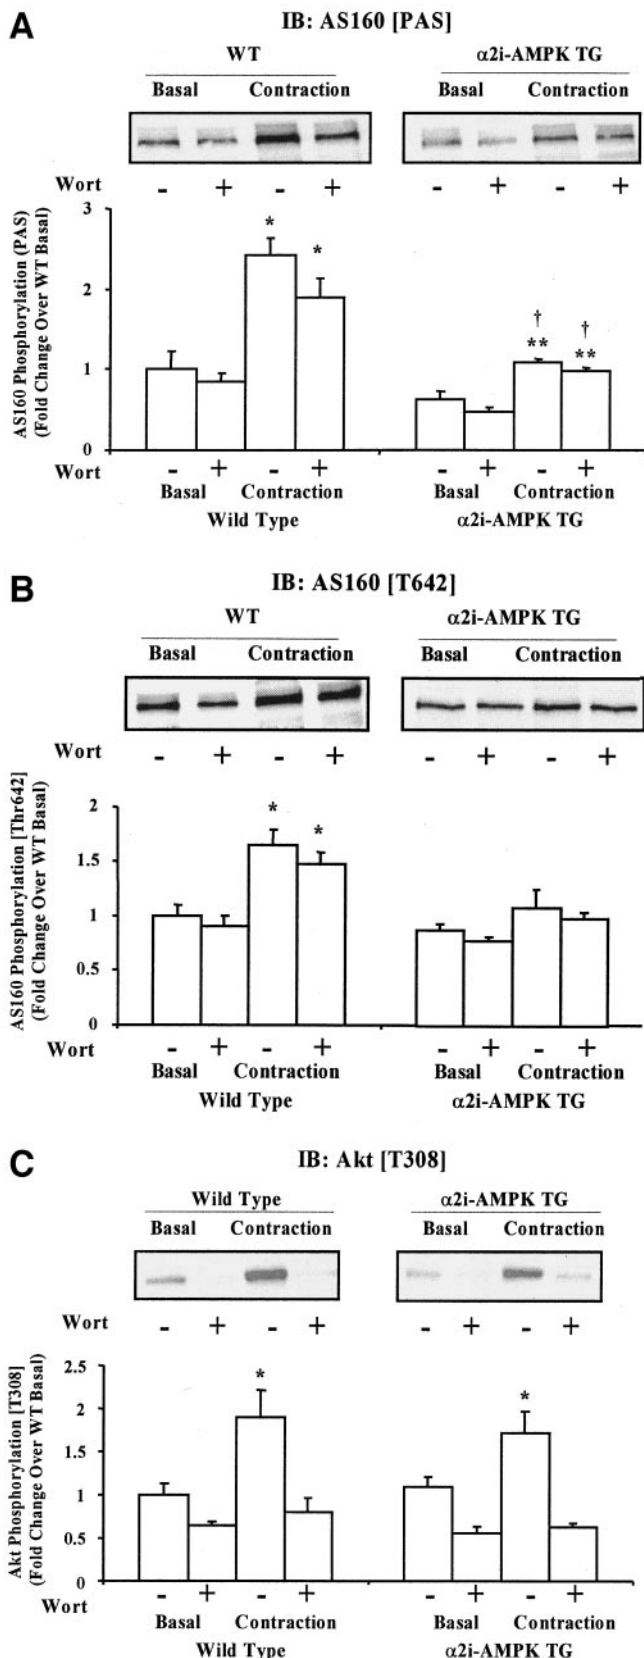 A
IB: AS160 [PAS]
WT α2i-AMPK TG
Basal Contraction Basal Contraction
Wort - + - + - + - +
AS160 Phosphorylation (PAS)
(Fold Change Over WT Basal)
3
2
1
0
* *
† †
** **
Wort - + - + - + - +
Basal Contraction Basal Contraction
Wild Type α2i-AMPK TG
B
IB: AS160 [T642]
WT α2i-AMPK TG
Basal Contraction Basal Contraction
Wort - + - + - + - +
AS160 Phosphorylation [Thr642]
(Fold Change Over WT Basal)
2
1.5
1
0.5
0
* *
Wort - + - + - + - +
Basal Contraction Basal Contraction
Wild Type α2i-AMPK TG
C
IB: Akt [T308]
Wild Type α2i-AMPK TG
Basal Contraction Basal Contraction
Wort - + - + - + - +
Akt Phosphorylation [T308]
(Fold Change Over WT Basal)
2.5
2
1.5
1
0.5
0
* *
Wort - + - + - + - +
Basal Contraction Basal Contraction
Wild Type α2i-AMPK TG